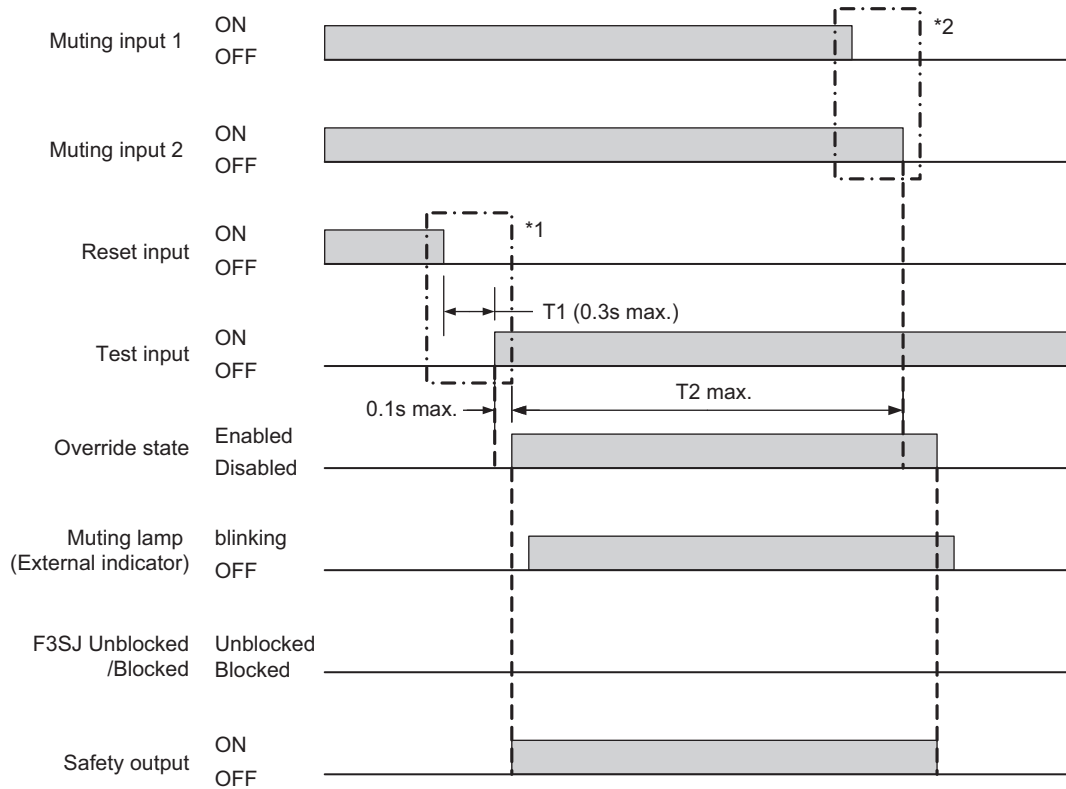 Muting input 1
ON
OFF
*2
Muting input 2
ON
OFF
Reset input
ON
OFF
*1
T1 (0.3s max.)
Test input
ON
OFF
0.1s max.
T2 max.
Override state
Enabled
Disabled
Muting lamp
(External indicator)
blinking
OFF
F3SJ Unblocked
/Blocked
Unblocked
Blocked
Safety output
ON
OFF